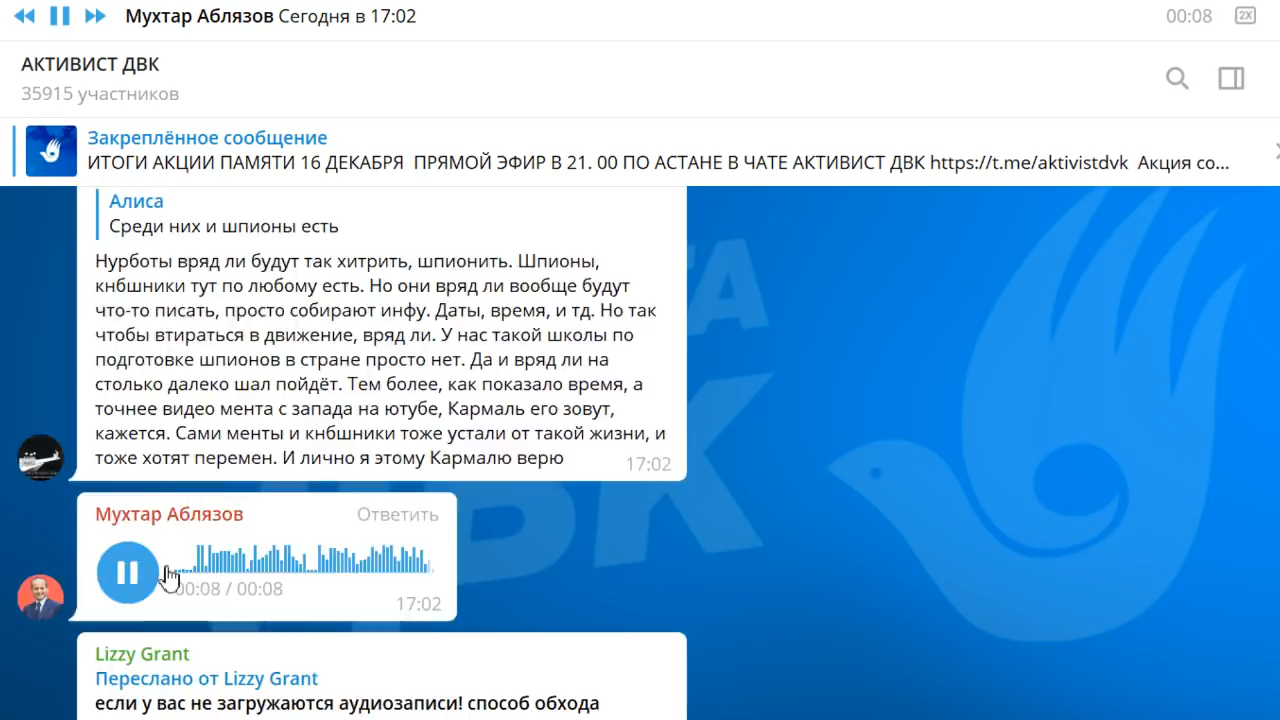 Мухтар Аблязов Сегодня в 17:02
00:08
2X
АКТИВИСТ ДВК
35915 участников
Закреплённое сообщение
ИТОГИ АКЦИИ ПАМЯТИ 16 ДЕКАБРЯ ПРЯМОЙ ЭФИР В 21. 00 ПО АСТАНЕ В ЧАТЕ АКТИВИСТ ДВК https://t.me/aktivistdvk Акция со...
Алиса
Среди них и шпионы есть
Нурботы вряд ли будут так хитрить, шпионить. Шпионы,
кнбшники тут по любому есть. Но они вряд ли вообще будут
что-то писать, просто собирают инфу. Даты, время, и тд. Но так
чтобы втираться в движение, вряд ли. У нас такой школы по
подготовке шпионов в стране просто нет. Да и вряд ли на
столько далеко шал пойдёт. Тем более, как показало время, а
точнее видео мента с запада на ютубе, Кармаль его зовут,
кажется. Сами менты и кнбшники тоже устали от такой жизни, и
тоже хотят перемен. И лично я этому Кармалю верю
17:02
Мухтар Аблязов
Ответить
00:08 / 00:08
17:02
Lizzy Grant
Переслано от Lizzy Grant
если у вас не загружаются аудиозаписи! способ обхода
ДВК